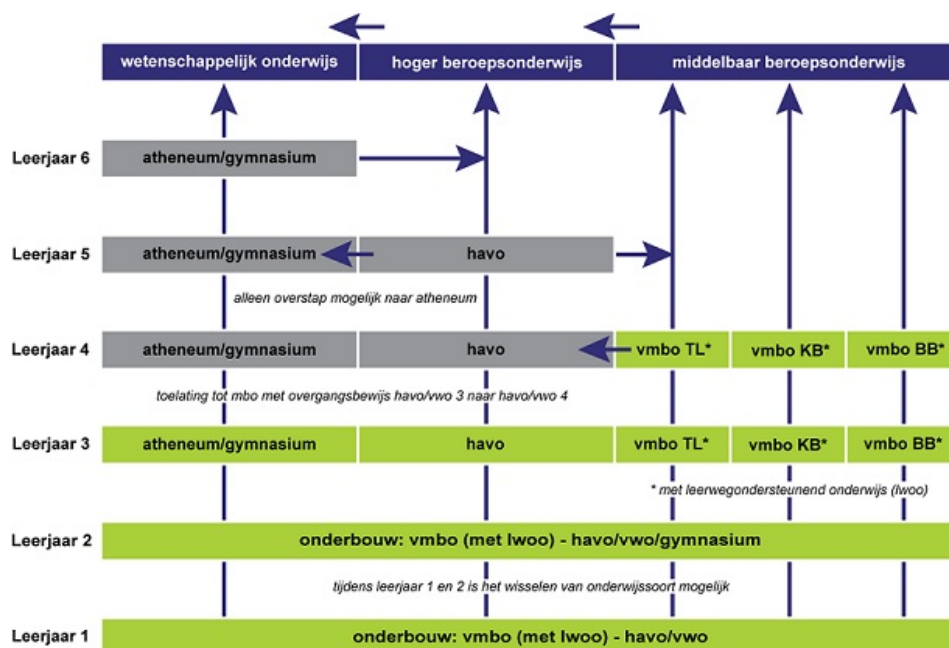 wetenschappelijk onderwijs hoger beroepsonderwijs middelbaar beroepsonderwijs
Leerjaar 6 atheneum/gymnasium
Leerjaar 5 atheneum/gymnasium havo
alleen overstap mogelijk naar atheneum
Leerjaar 4 atheneum/gymnasium havo vmbo TL* vmbo KB* vmbo BB*
toelating tot mbo met overgangsbewijs havo/vwo 3 naar havo/vwo 4
Leerjaar 3 atheneum/gymnasium havo vmbo TL* vmbo KB* vmbo BB*
* met leerwegondersteunend onderwijs (lwoo)
Leerjaar 2 onderbouw: vmbo (met lwoo) - havo/vwo/gymnasium
tijdens leerjaar 1 en 2 is het wisselen van onderwijssoort mogelijk
Leerjaar 1 onderbouw: vmbo (met lwoo) - havo/vwo